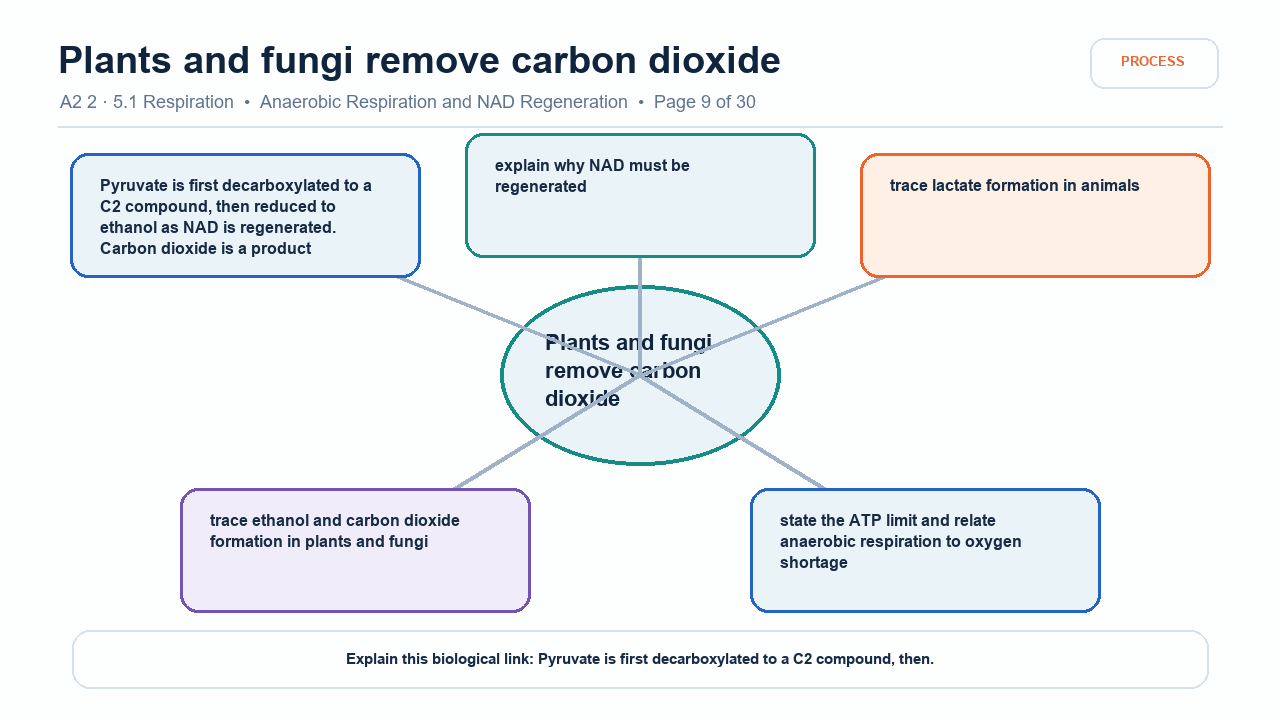 Plants and fungi remove carbon dioxide
PROCESS
A2 2 · 5.1 Respiration • Anaerobic Respiration and NAD Regeneration • Page 9 of 30
Pyruvate is first decarboxylated to a
C2 compound, then reduced to
ethanol as NAD is regenerated.
Carbon dioxide is a product
explain why NAD must be
regenerated
trace lactate formation in animals
Plants and fungi
remove carbon
dioxide
trace ethanol and carbon dioxide
formation in plants and fungi
state the ATP limit and relate
anaerobic respiration to oxygen
shortage
Explain this biological link: Pyruvate is first decarboxylated to a C2 compound, then.